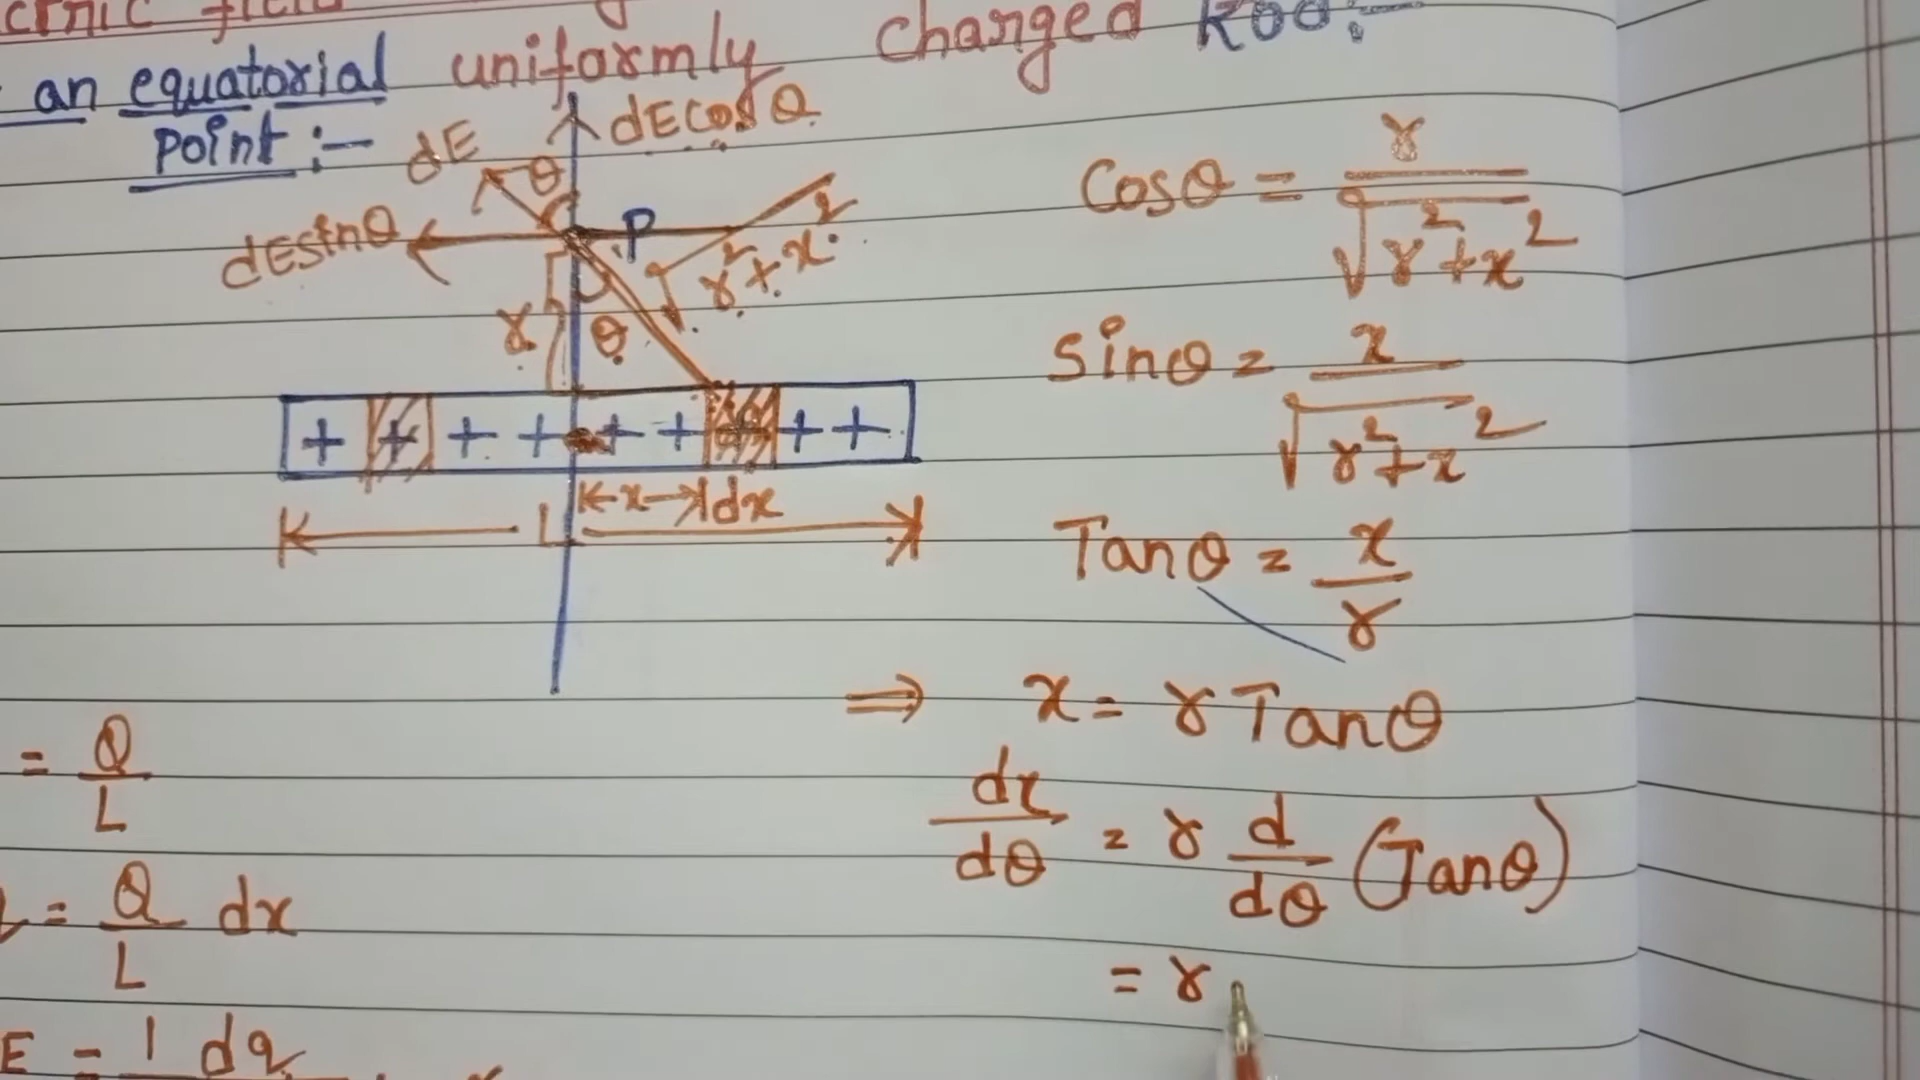 an equatorial uniformly charged Rod:-
Point :-
dE
θ
dEcosθ
dEsinθ
P
r
θ
r²+x²
+ + + + + + + + +
x dx
L
Cosθ = r/√r²+x²
Sinθ = x/√r²+x²
Tanθ = x/r
⇒ x = r Tanθ
dx/dθ = r d/dθ (Tanθ)
= r
= Q/L
= Q/L dx
E = 1 dq